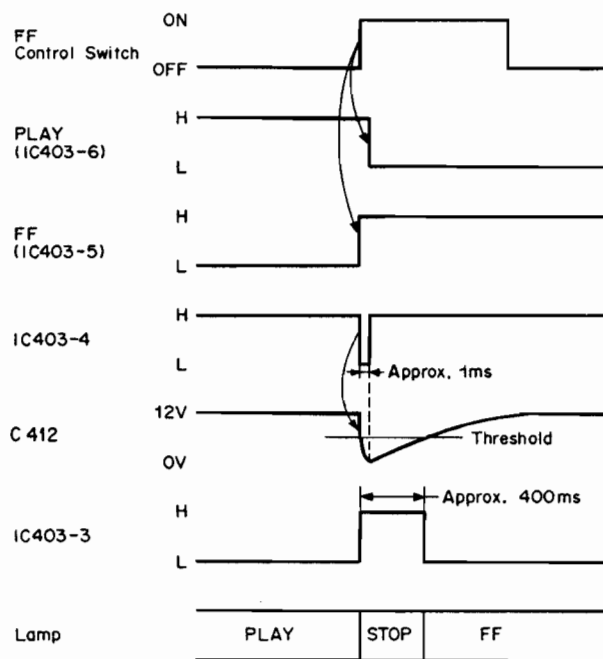 FF
Control Switch
ON
OFF
PLAY
(IC403-6)
H
L
FF
(IC403-5)
H
L
IC403-4
H
L
Approx. 1ms
C 412
12V
0V
Threshold
IC403-3
H
L
Approx. 400ms
Lamp
PLAY
STOP
FF